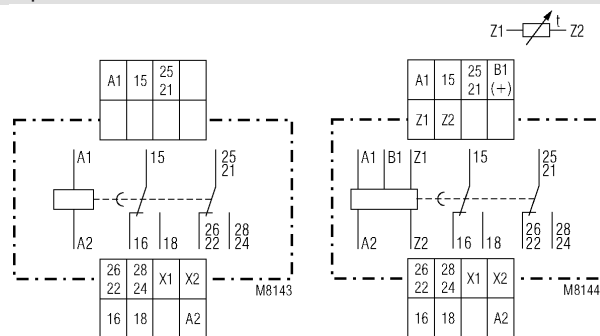 Z1 t Z2
A1 15 25 21
A1 15 25 21 B1 (+)
Z1 Z2
A1 15 25 21
A1 B1 Z1 15 25 21
A2 16 18 26 22 28 24
A2 Z2 16 18 26 22 28 24
26 22 28 24 X1 X2
M8143
26 22 28 24 X1 X2
M8144
16 18 A2
16 18 A2